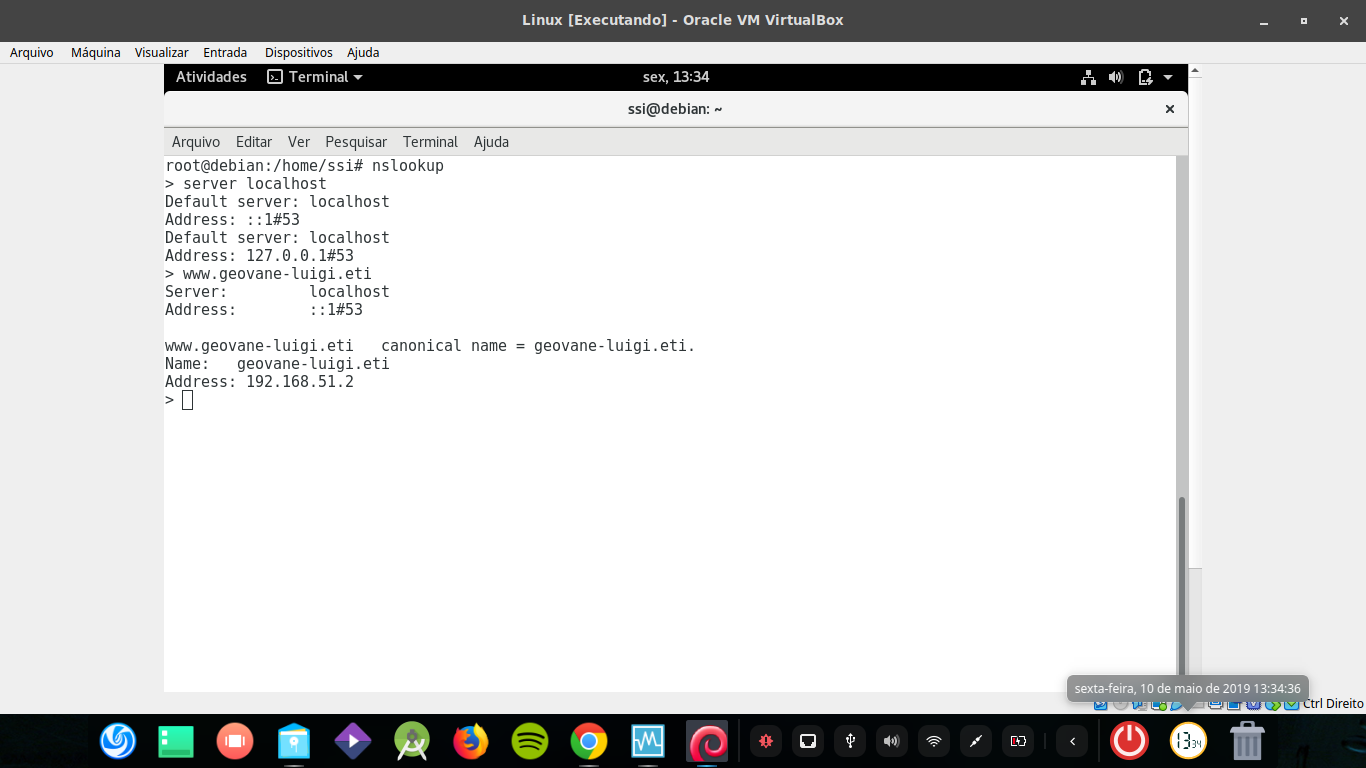 Linux [Executando] - Oracle VM VirtualBox
Arquivo Máquina Visualizar Entrada Dispositivos Ajuda
Atividades Terminal sex, 13:34
ssi@debian: ~
Arquivo Editar Ver Pesquisar Terminal Ajuda
root@debian:/home/ssi# nslookup
> server localhost
Default server: localhost
Address: ::1#53
Default server: localhost
Address: 127.0.0.1#53
> www.geovane-luigi.eti
Server: localhost
Address: ::1#53
www.geovane-luigi.eti canonical name = geovane-luigi.eti.
Name: geovane-luigi.eti
Address: 192.168.51.2
>
sexta-feira, 10 de maio de 2019 13:34:36
Ctrl Direito
13 34